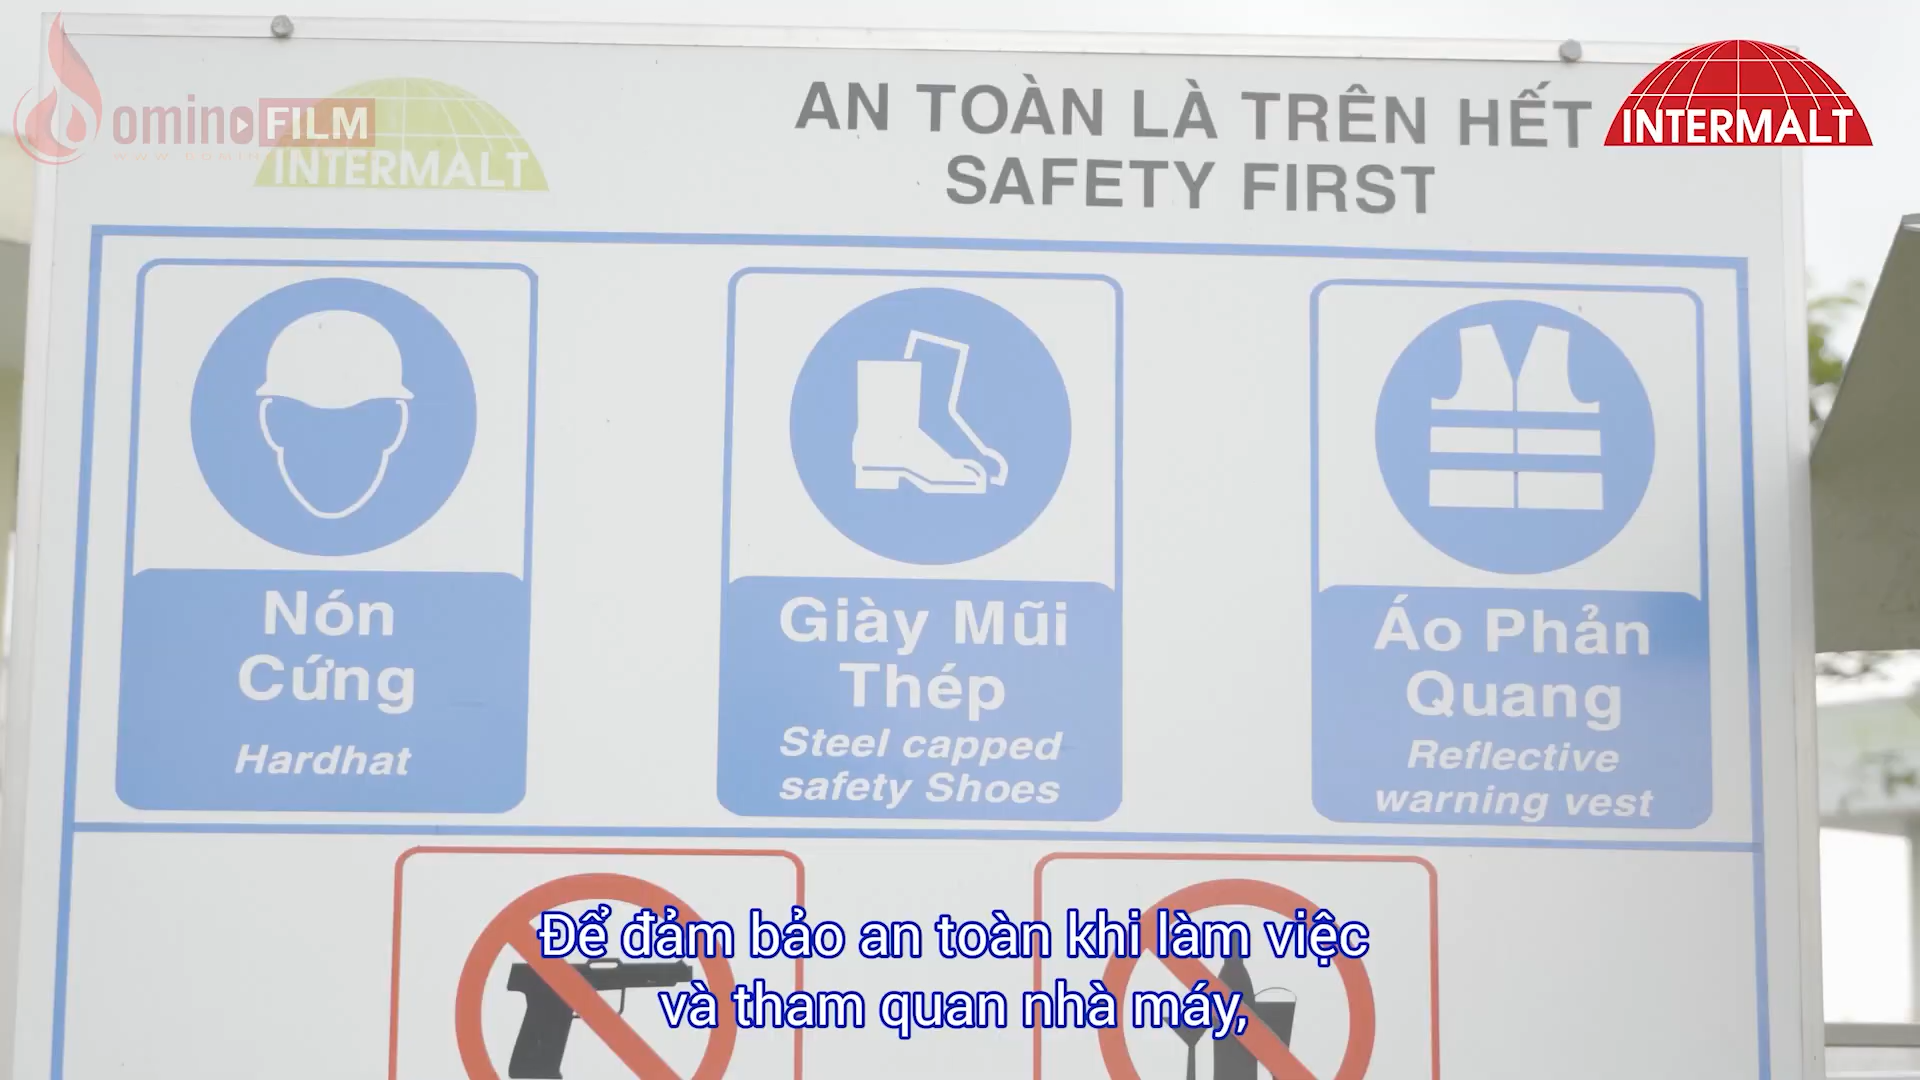 ominoFILM
INTERMALT
AN TOÀN LÀ TRÊN HẾT
SAFETY FIRST
INTERMALT
Nón
Cứng
Hardhat
Giày Mũi
Thép
Steel capped
safety Shoes
Áo Phản
Quang
Reflective
warning vest
Để đảm bảo an toàn khi làm việc
và tham quan nhà máy,